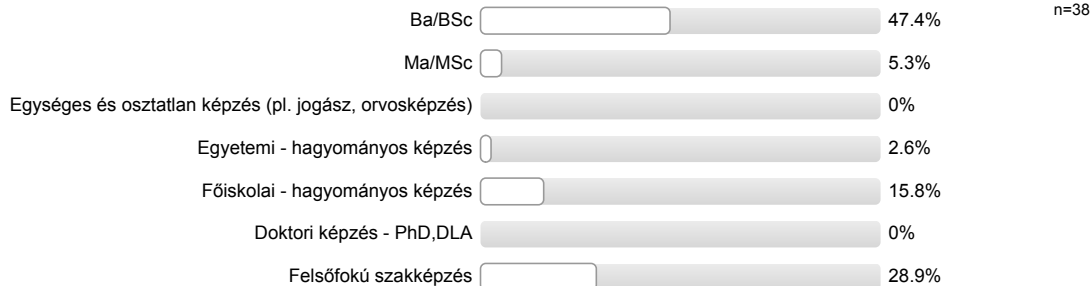 Ba/BSc 47.4% n=38
Ma/MSc 5.3%
Egységes és osztatlan képzés (pl. jogász, orvosképzés) 0%
Egyetemi - hagyományos képzés 2.6%
Főiskolai - hagyományos képzés 15.8%
Doktori képzés - PhD,DLA 0%
Felsőfokú szakképzés 28.9%